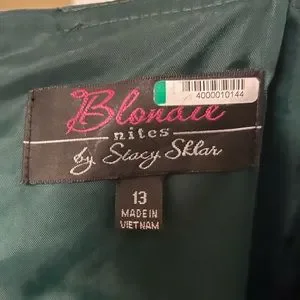 4000010144
Blondie
nites
by Stacy Sklar
13
MADE IN
VIETNAM